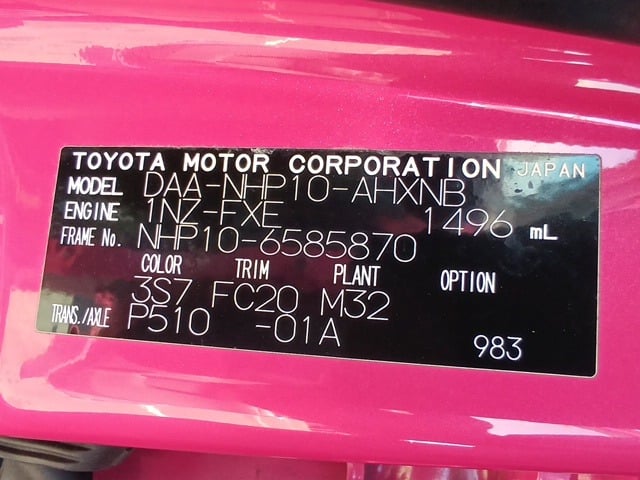 TOYOTA MOTOR CORPORATION JAPAN
MODEL DAA-NHP10-AHXNB
ENGINE 1NZ-FXE 1496 mL
FRAME No. NHP10-6585870
COLOR TRIM PLANT OPTION
3S7 FC20 M32
TRANS./AXLE P510 -01A
983